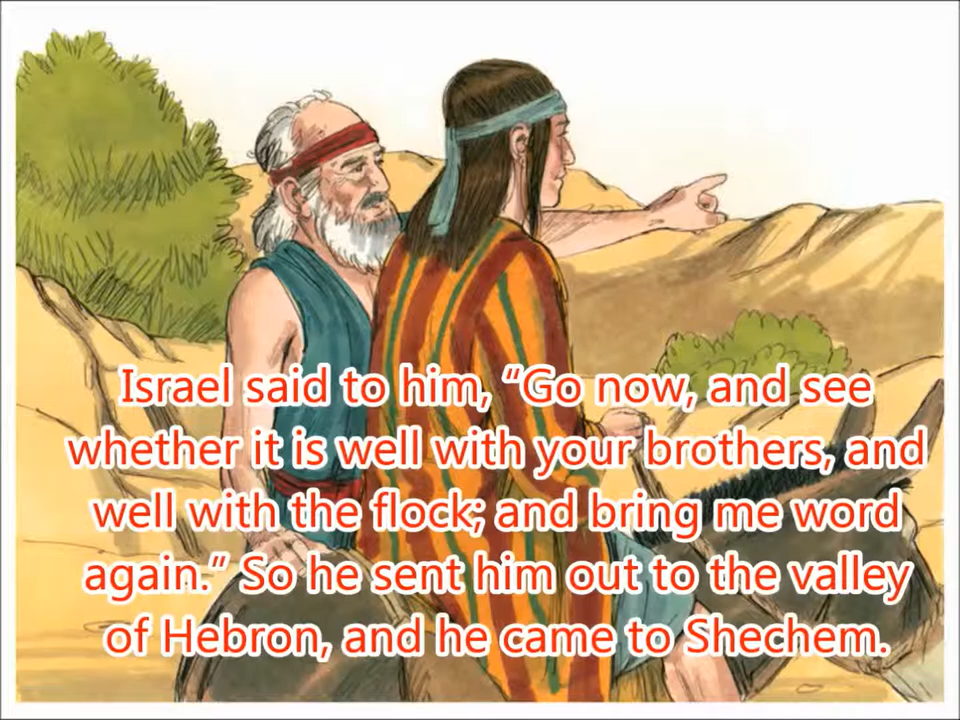 Israel said to him, “Go now, and see
whether it is well with your brothers, and
well with the flock; and bring me word
again.” So he sent him out to the valley
of Hebron, and he came to Shechem.